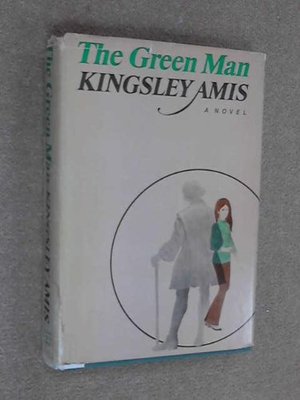 The Green Man
KINGSLEY AMIS
A NOVEL
The Green Man KINGSLEY AMIS